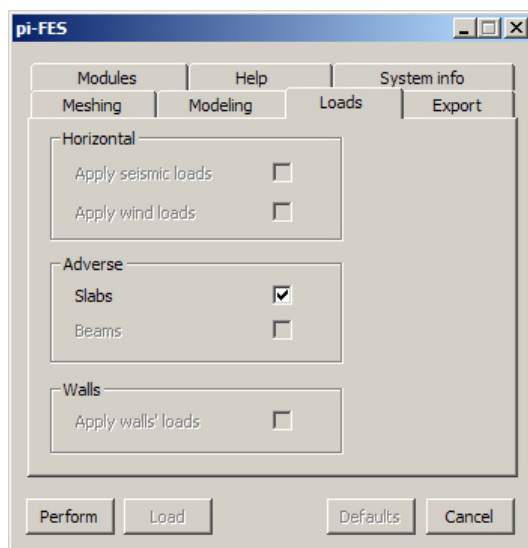 pi-FES
Modules Help System info
Meshing Modeling Loads Export
Horizontal
Apply seismic loads
Apply wind loads
Adverse
Slabs
Beams
Walls
Apply walls' loads
Perform Load Defaults Cancel